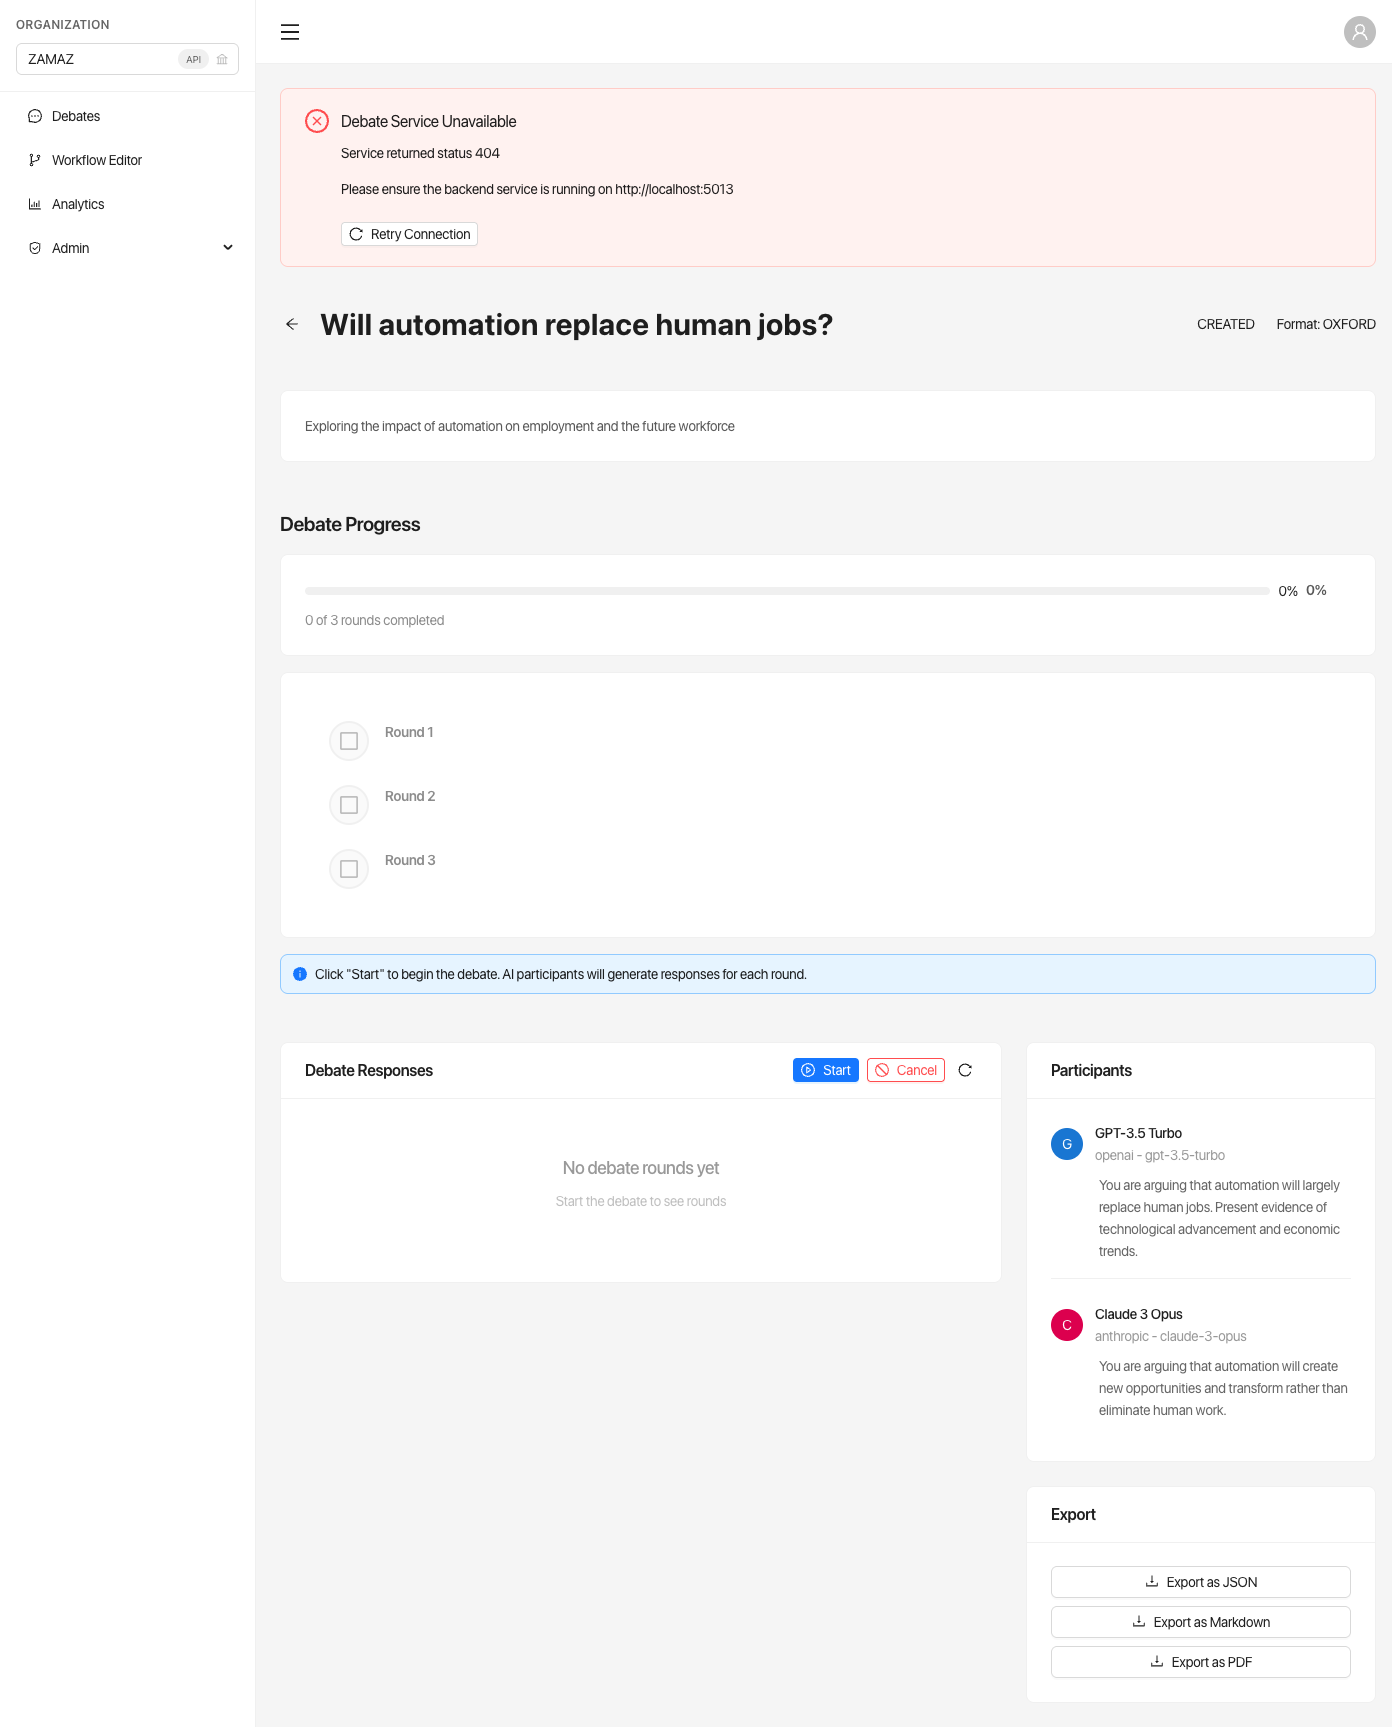 ORGANIZATION
ZAMAZ
API
Debates
Workflow Editor
Analytics
Admin
Debate Service Unavailable
Service returned status 404
Please ensure the backend service is running on http://localhost:5013
Retry Connection
Will automation replace human jobs?
CREATED
Format: OXFORD
Exploring the impact of automation on employment and the future workforce
Debate Progress
0% 0%
0 of 3 rounds completed
Round 1
Round 2
Round 3
Click "Start" to begin the debate. AI participants will generate responses for each round.
Debate Responses
Start
Cancel
No debate rounds yet
Start the debate to see rounds
Participants
G
GPT-3.5 Turbo
openai - gpt-3.5-turbo
You are arguing that automation will largely
replace human jobs. Present evidence of
technological advancement and economic
trends.
C
Claude 3 Opus
anthropic - claude-3-opus
You are arguing that automation will create
new opportunities and transform rather than
eliminate human work.
Export
Export as JSON
Export as Markdown
Export as PDF